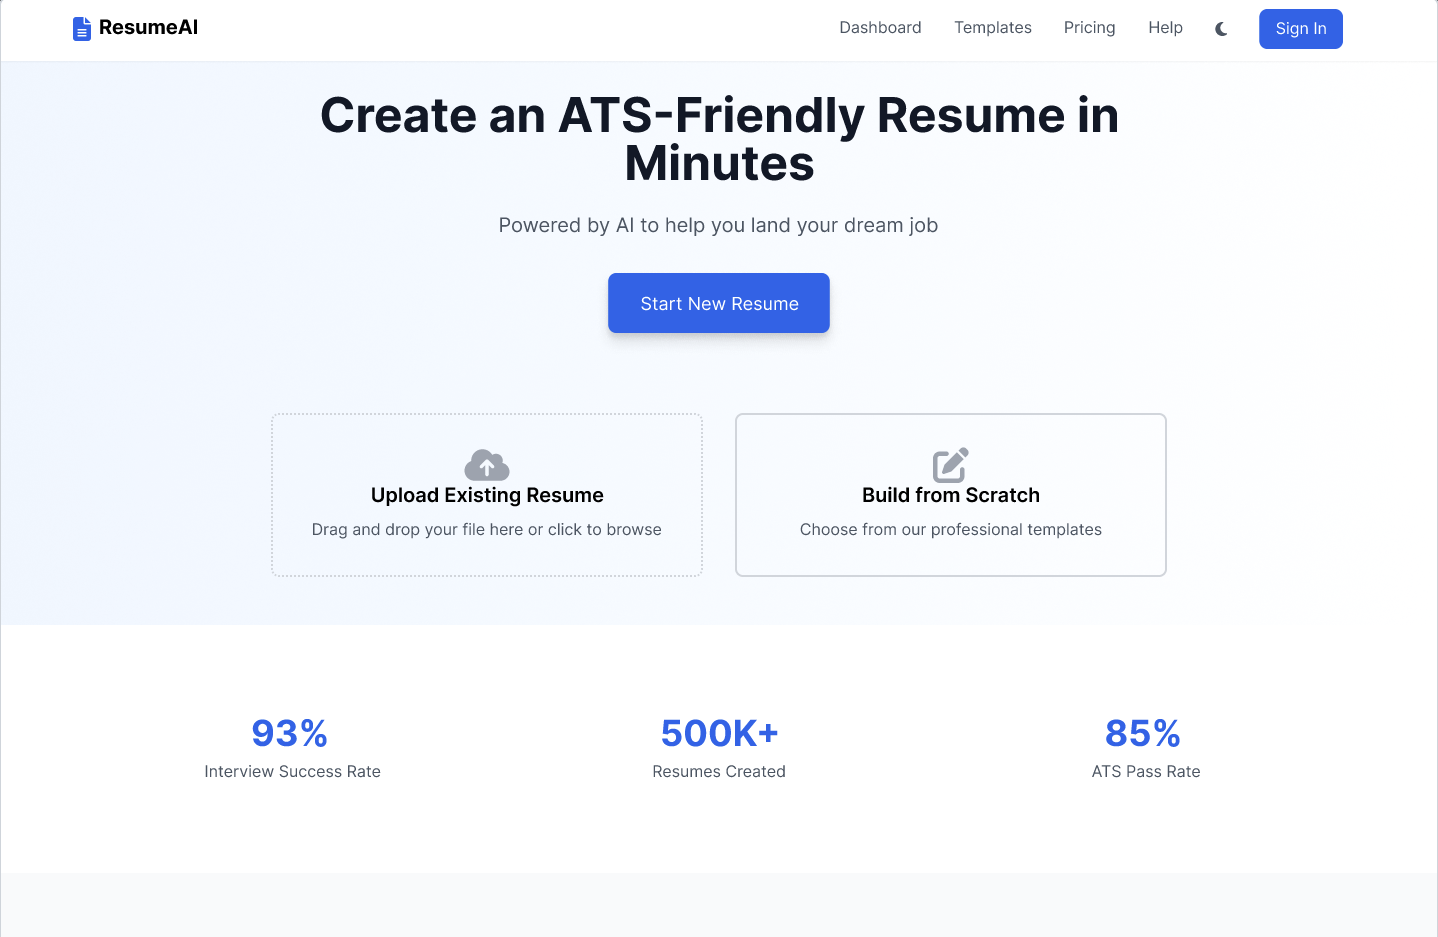 ResumeAI
Dashboard
Templates
Pricing
Help
Sign In
Create an ATS-Friendly Resume in
Minutes
Powered by AI to help you land your dream job
Start New Resume
Upload Existing Resume
Drag and drop your file here or click to browse
Build from Scratch
Choose from our professional templates
93%
Interview Success Rate
500K+
Resumes Created
85%
ATS Pass Rate